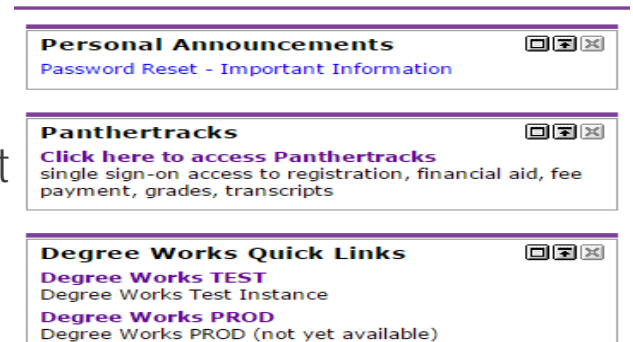 Personal Announcements
Password Reset - Important Information
Panthertracks
t
Click here to access Panthertracks
single sign-on access to registration, financial aid, fee
payment, grades, transcripts
Degree Works Quick Links
Degree Works TEST
Degree Works Test Instance
Degree Works PROD
Degree Works PROD (not yet available)